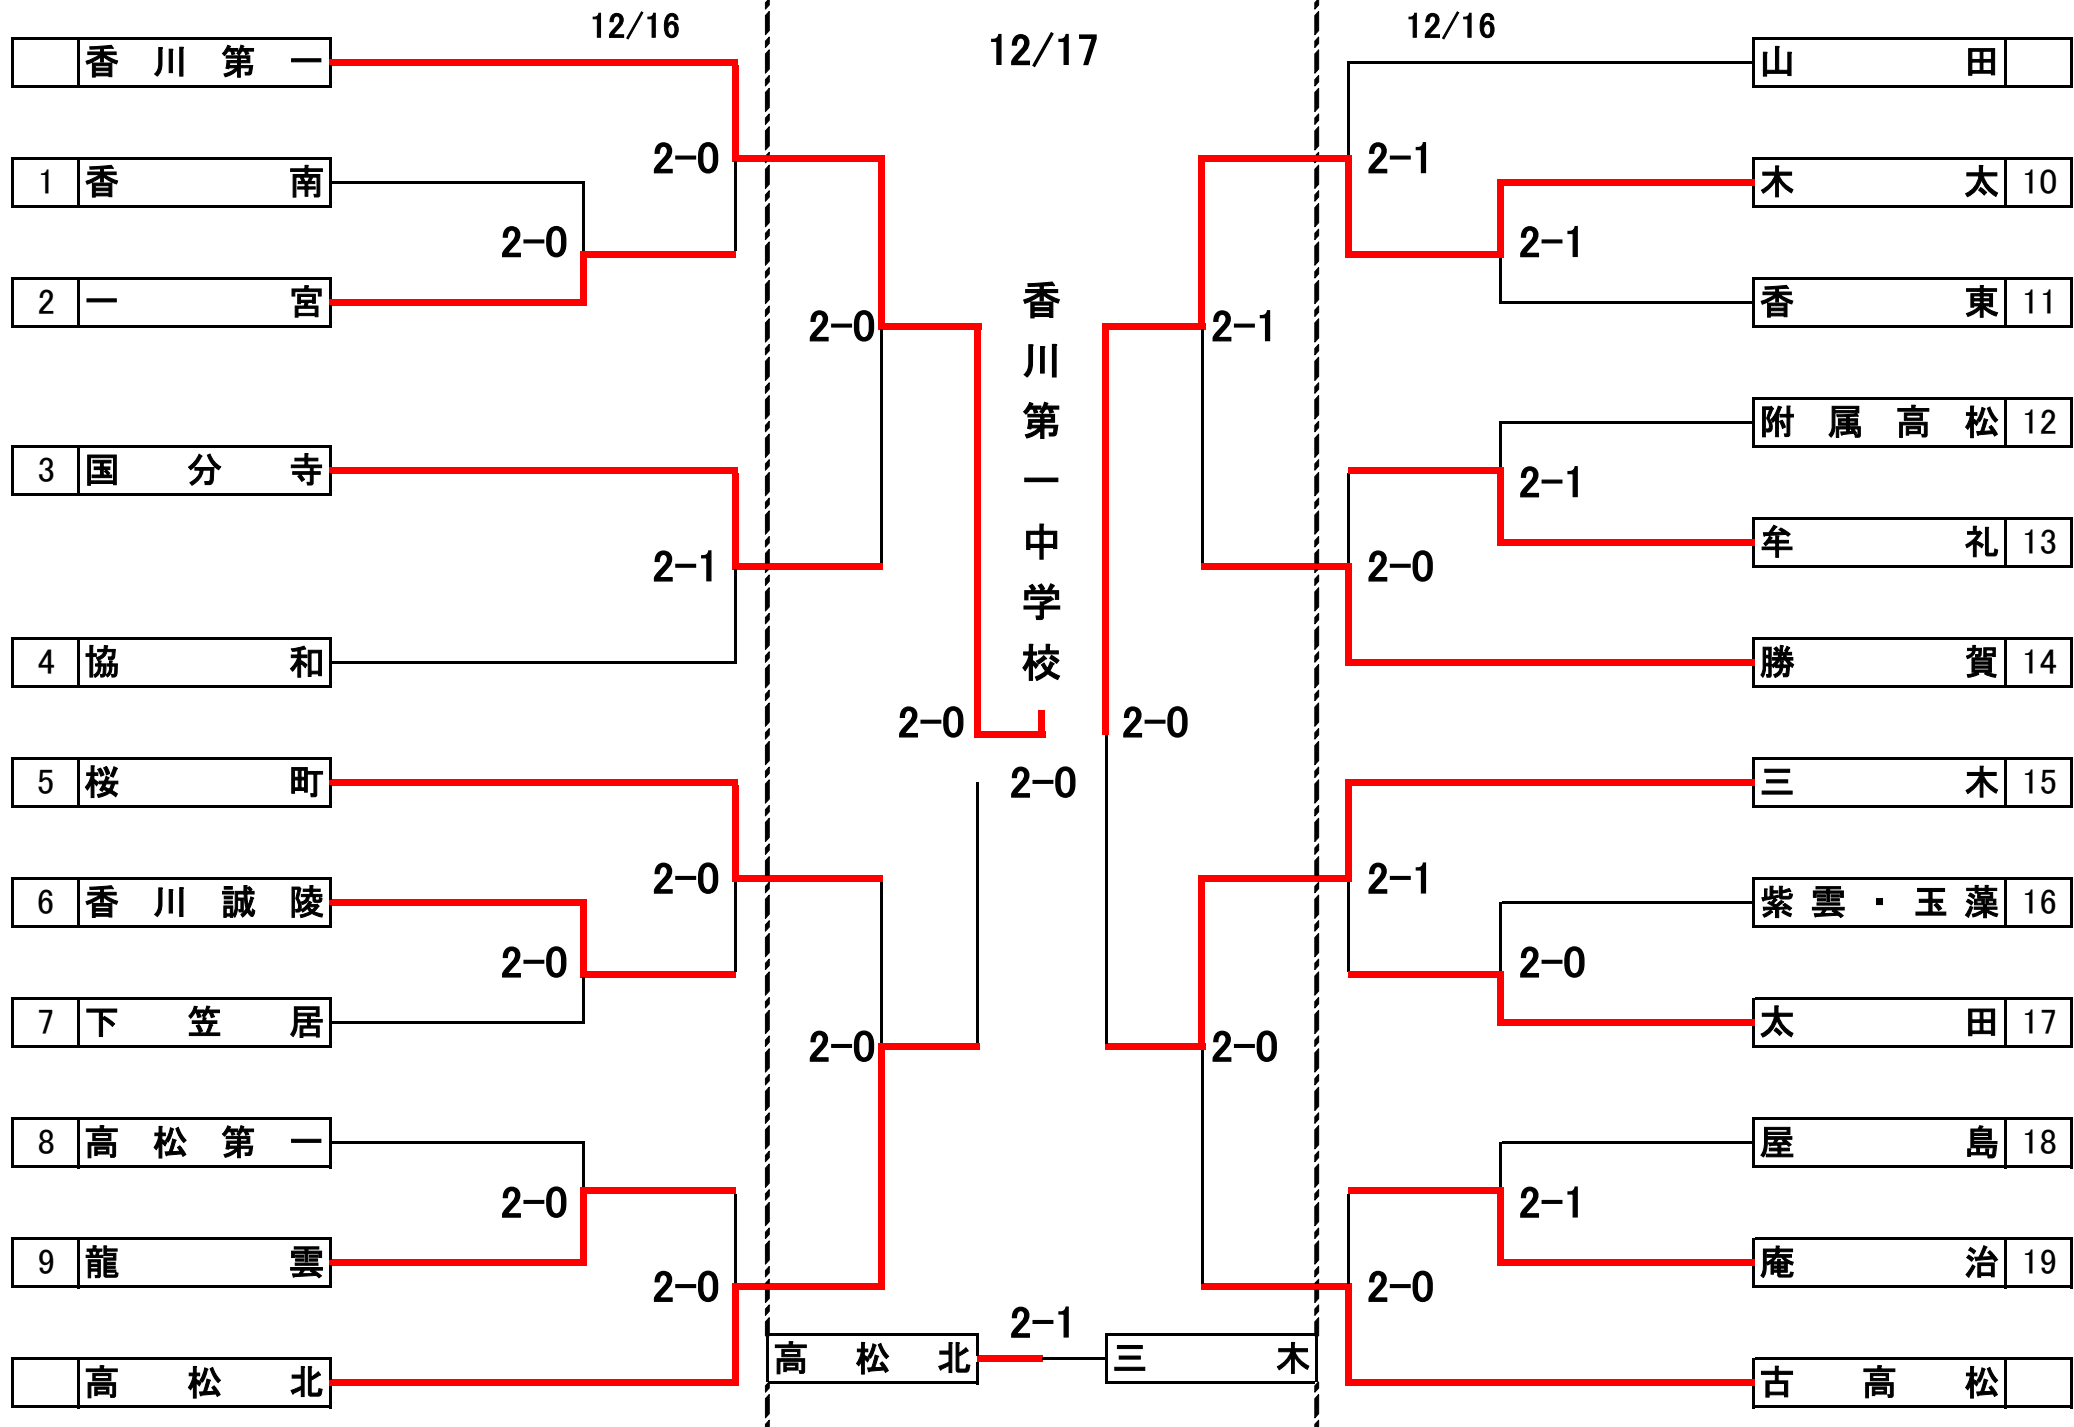 12/16
12/17
12/16
香川第一
山田
2-0
2-1
1 香南
木太 10
2-0
2-1
2 一宮
香東 11
2-0
2-1
香川第一中学校
3 国分寺
附属高松 12
2-1
2-1
2-0
牟礼 13
4 協和
勝賀 14
2-0
2-0
2-0
5 桜町
三木 15
2-0
2-1
6 香川誠陵
紫雲・玉藻 16
2-0
2-0
7 下笠居
太田 17
2-0
2-0
8 高松第一
屋島 18
2-0
2-1
9 龍雲
庵治 19
2-0
2-0
2-1
高松北
三木
高松北
古高松